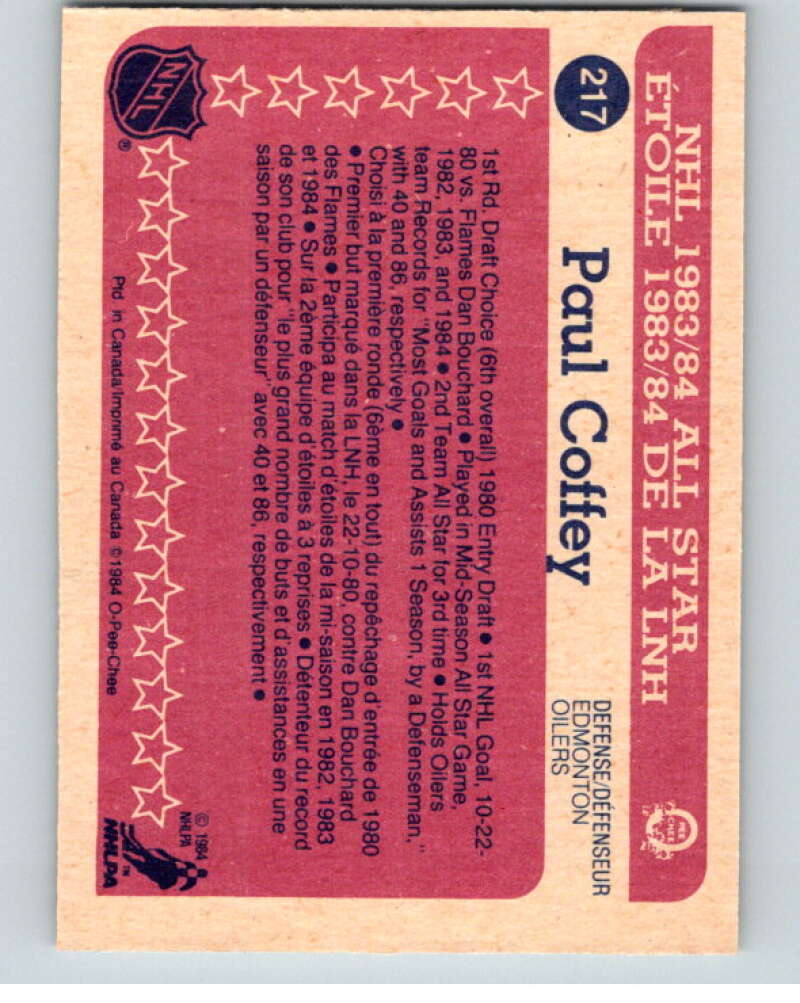 NHL 1983/84 ALL STAR
ÉTOILE 1983/84 DE LA LNH
O
PEE
CHEE
217
Paul Coffey
DEFENSE/DÉFENSEUR
EDMONTON
OILERS
1st Rd. Draft Choice (6th overall) 1980 Entry Draft ● 1st NHL Goal, 10-22-
80 vs. Flames Dan Bouchard ● Played in Mid-Season All Star Game,
1982, 1983, and 1984 ● 2nd Team All Star for 3rd time ● Holds Oilers
team Records for "Most Goals and Assists 1 Season, by a Defenseman,"
with 40 and 86, respectively ●
Choisi à la première ronde (6ème en tout) du repêchage d'entrée de 1980
● Premier but marqué dans la LNH, le 22-10-80, contre Dan Bouchard
des Flames ● Participa au match d'étoiles de la mi-saison en 1982, 1983
et 1984 ● Sur la 2ème équipe d'étoiles à 3 reprises ● Détenteur du record
de son club pour "le plus grand nombre de buts et d'assistances en une
saison par un défenseur" avec 40 et 86, respectivement ●
NHL ®
© 1984
NHLPA
NHLPA ™
Ptd. in Canada/Imprimé au Canada © 1984 O-Pee-Chee